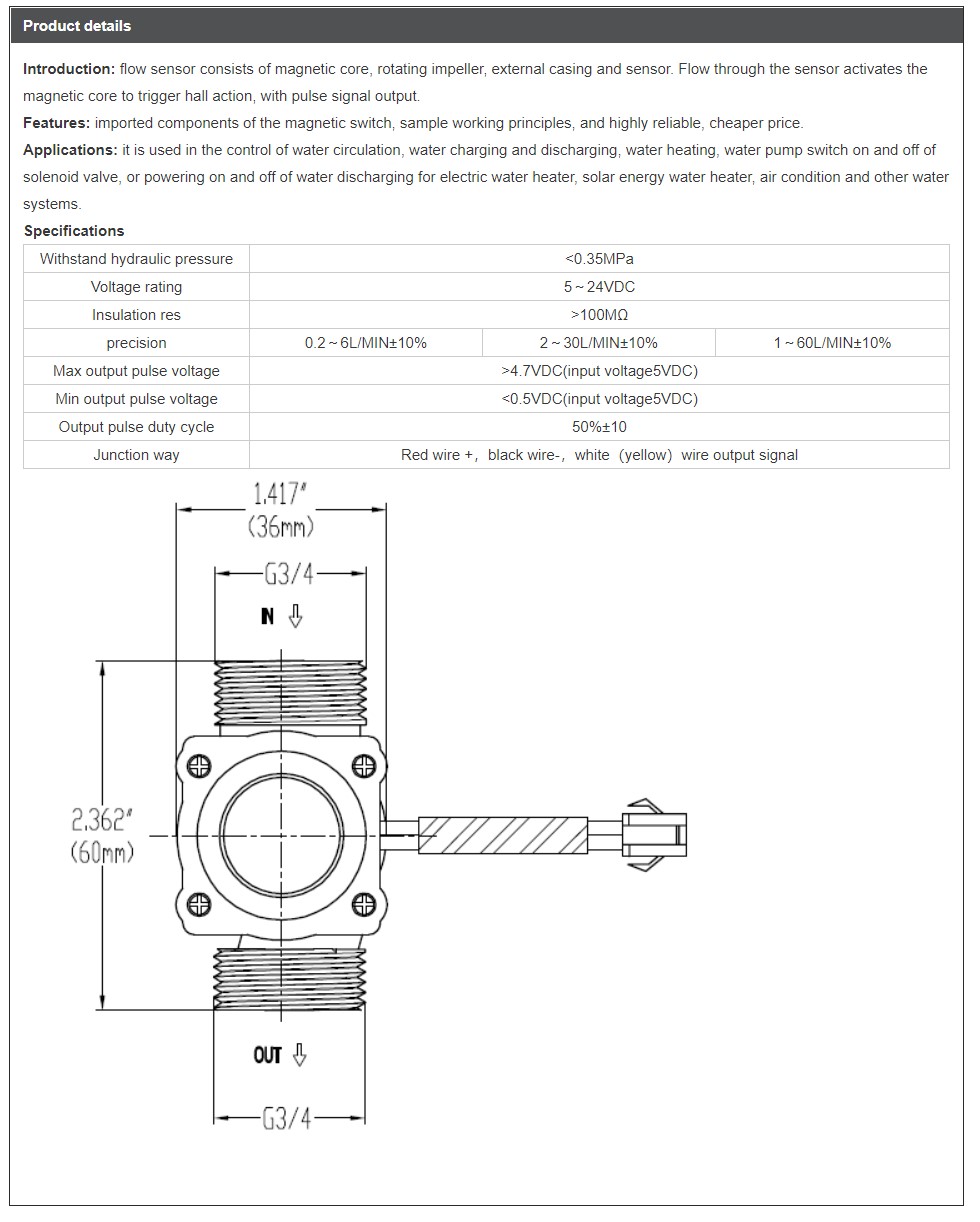 Product details
Introduction: flow sensor consists of magnetic core, rotating impeller, external casing and sensor. Flow through the sensor activates the
magnetic core to trigger hall action, with pulse signal output.
Features: imported components of the magnetic switch, sample working principles, and highly reliable, cheaper price.
Applications: it is used in the control of water circulation, water charging and discharging, water heating, water pump switch on and off of
solenoid valve, or powering on and off of water discharging for electric water heater, solar energy water heater, air condition and other water
systems.
Specifications
Withstand hydraulic pressure <0.35MPa
Voltage rating 5~24VDC
Insulation res >100MΩ
precision 0.2~6L/MIN±10% 2~30L/MIN±10% 1~60L/MIN±10%
Max output pulse voltage >4.7VDC(input voltage5VDC)
Min output pulse voltage <0.5VDC(input voltage5VDC)
Output pulse duty cycle 50%±10
Junction way Red wire +, black wire-, white (yellow) wire output signal
1.417"
(36mm)
G3/4
IN
2.362"
(60mm)
OUT
G3/4